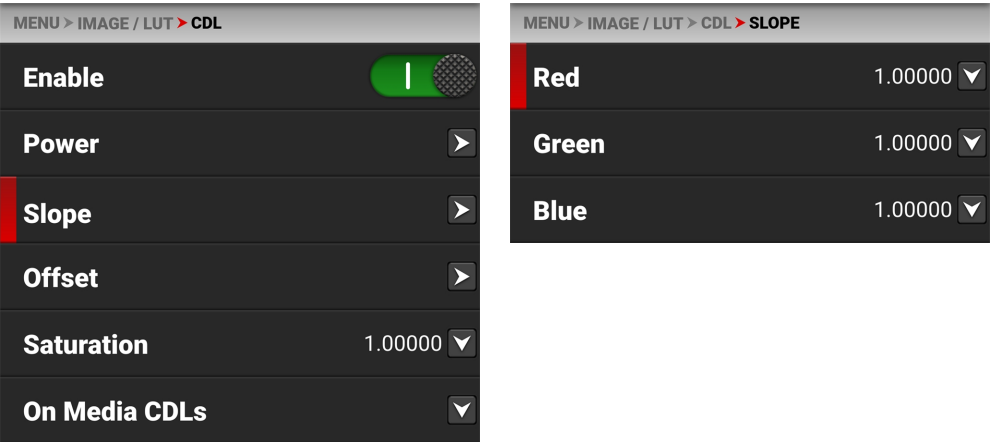 MENU > IMAGE / LUT > CDL
Enable
Power
Slope
Offset
Saturation 1.00000
On Media CDLs
MENU > IMAGE / LUT > CDL > SLOPE
Red 1.00000
Green 1.00000
Blue 1.00000